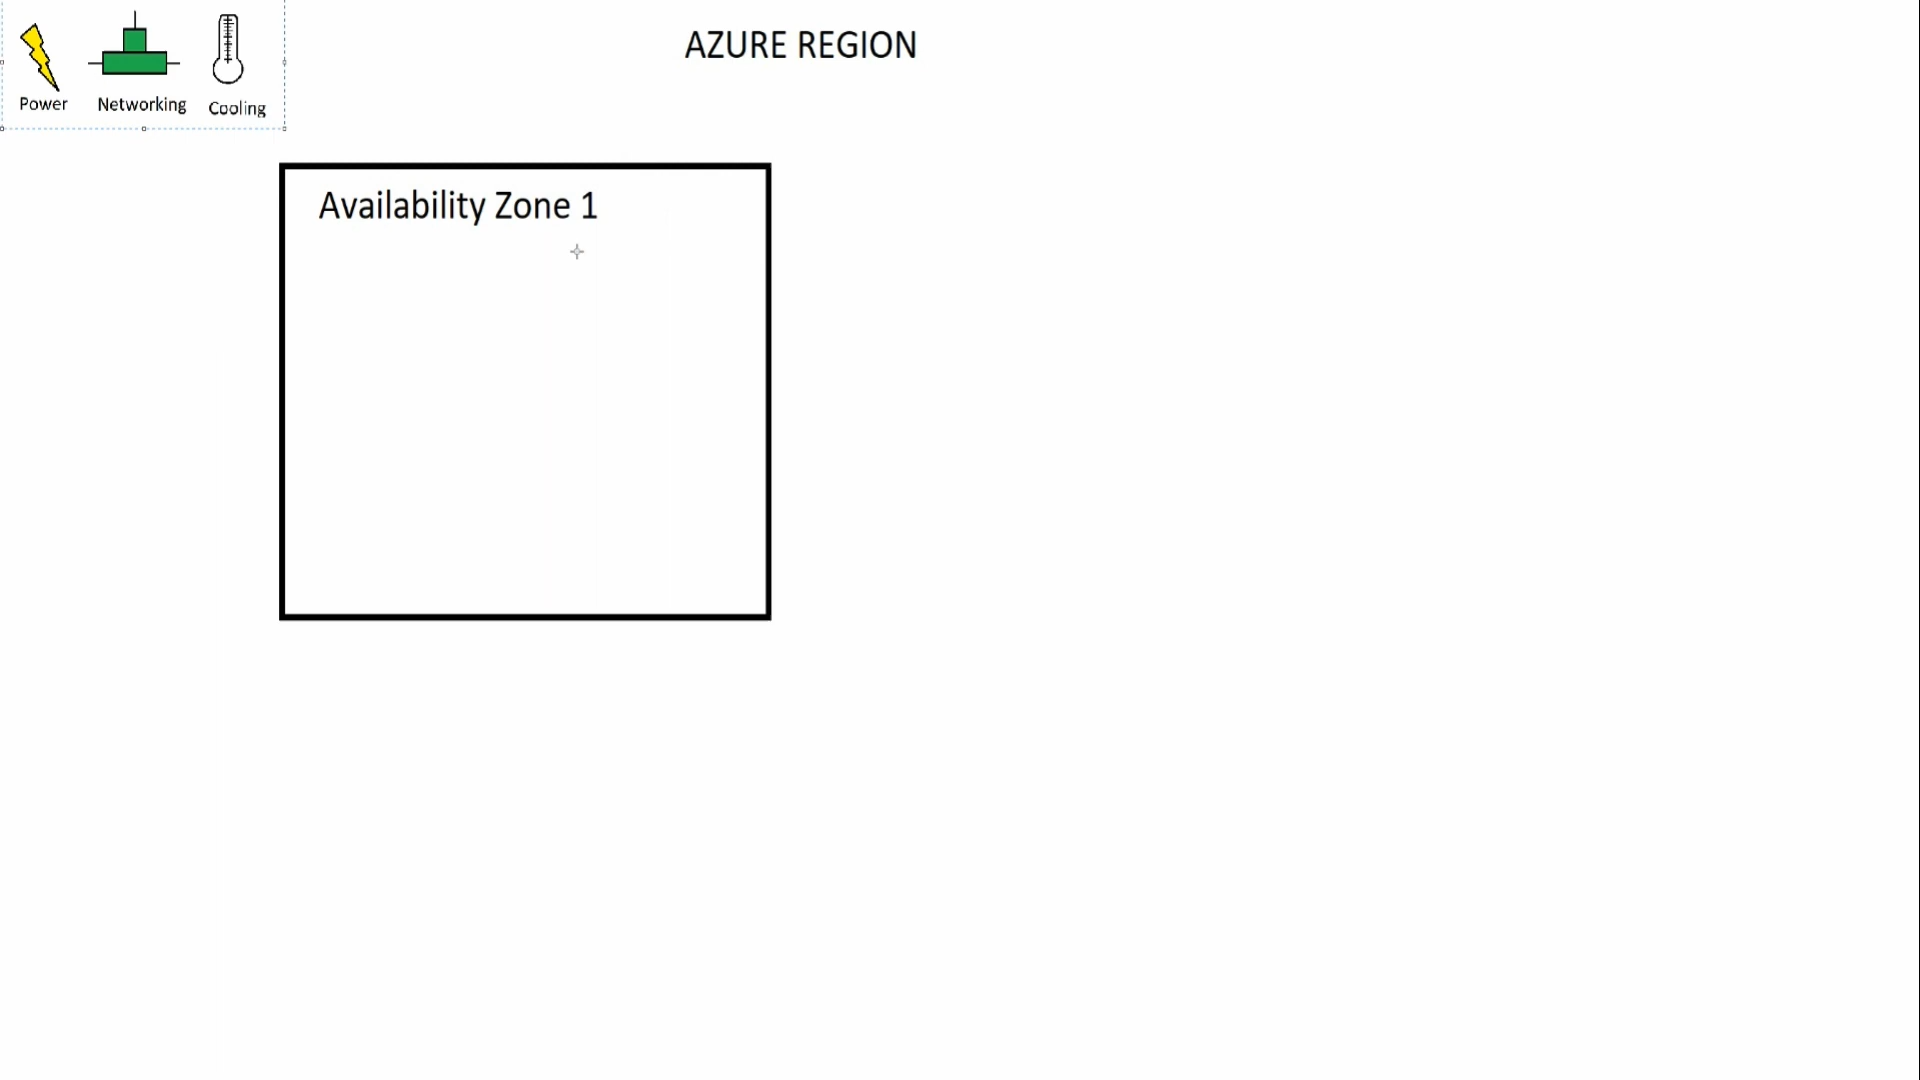 AZURE REGION
Power
Networking
Cooling
Availability Zone 1